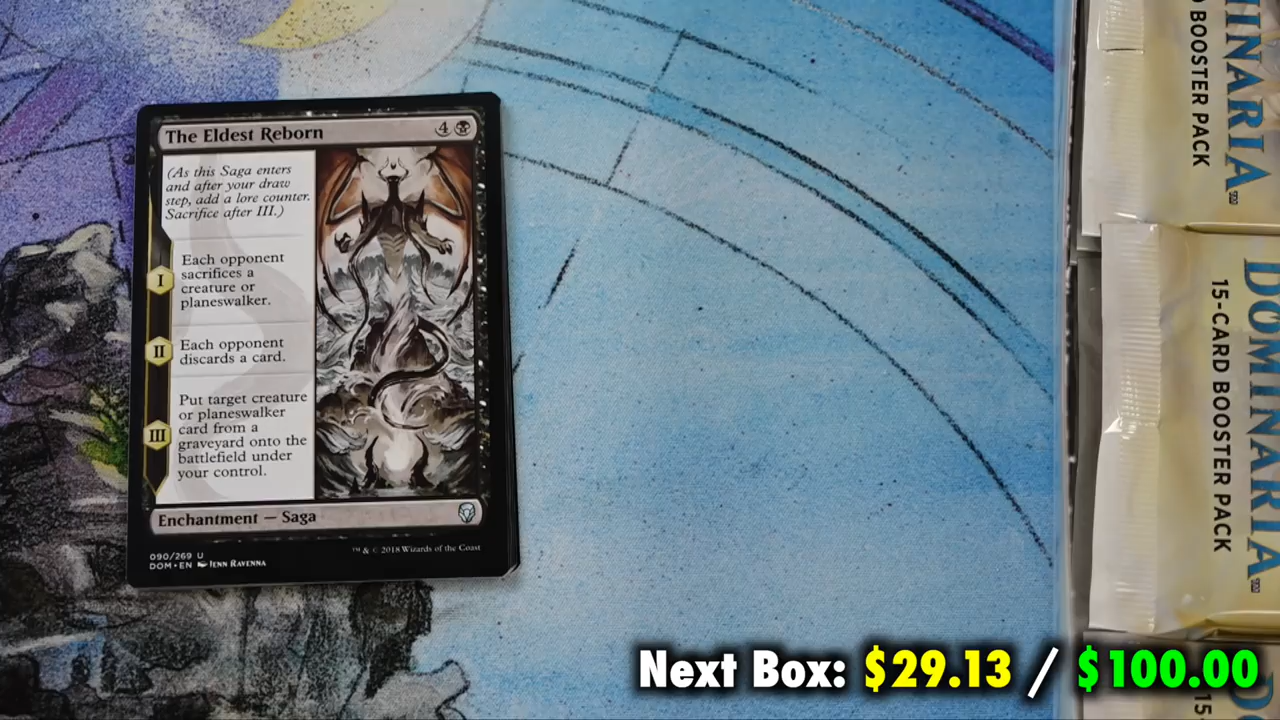 The Eldest Reborn
4
(As this Saga enters
and after your draw
step, add a lore counter.
Sacrifice after III.)
I
Each opponent
sacrifices a
creature or
planeswalker.
II
Each opponent
discards a card.
III
Put target creature
or planeswalker
card from a
graveyard onto the
battlefield under
your control.
Enchantment — Saga
090/269 U
DOM • EN JENN RAVENNA
™ & © 2018 Wizards of the Coast
INARIA™
BOOSTER PACK
DOMINARIA™
15-CARD BOOSTER PACK
15
Next Box: $29.13 / $100.00